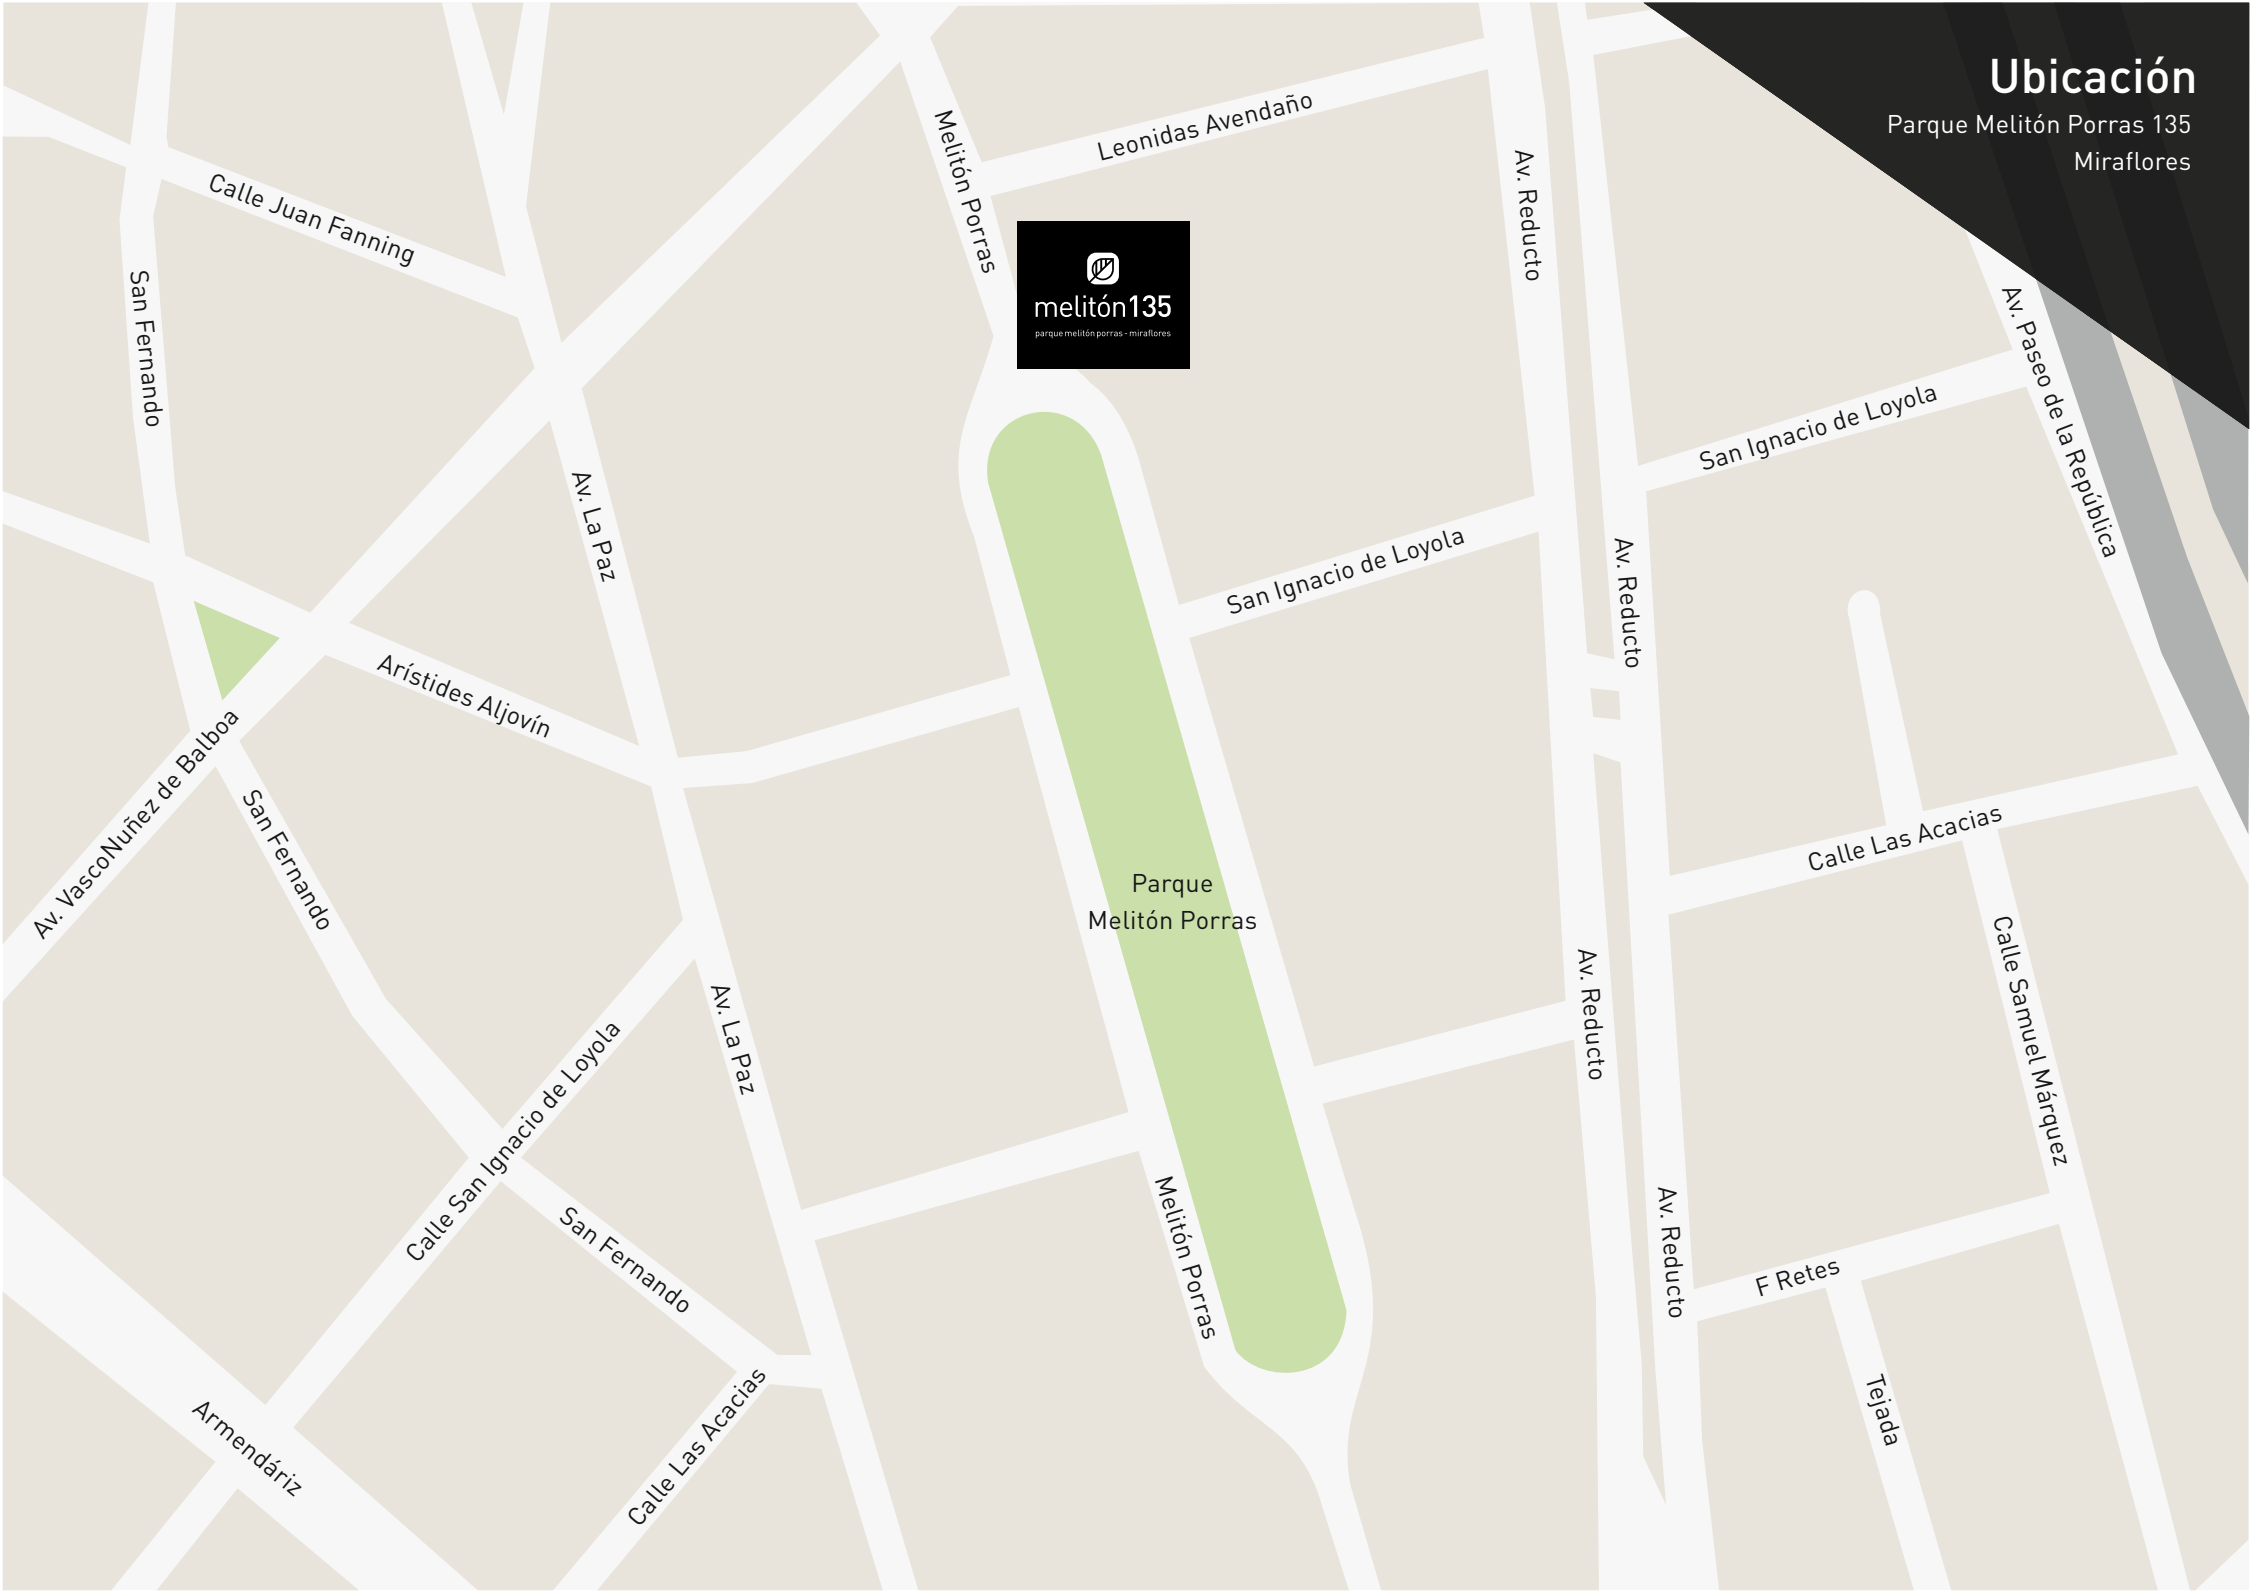 Ubicación
Parque Melitón Porras 135
Miraflores
Leonidas Avendaño
Melitón Porras
Av. Reducto
Calle Juan Fanning
melitón135
parque melitón porras - miraflores
San Fernando
Av. Paseo de la República
San Ignacio de Loyola
Av. La Paz
San Ignacio de Loyola
Av. Reducto
Arístides Aljovín
Av. VascoNuñez de Balboa
San Fernando
Calle Las Acacias
Parque
Melitón Porras
Calle Samuel Márquez
Av. Reducto
Av. La Paz
Calle San Ignacio de Loyola
Melitón Porras
Av. Reducto
San Fernando
F Retes
Calle Las Acacias
Tejada
Armendáriz